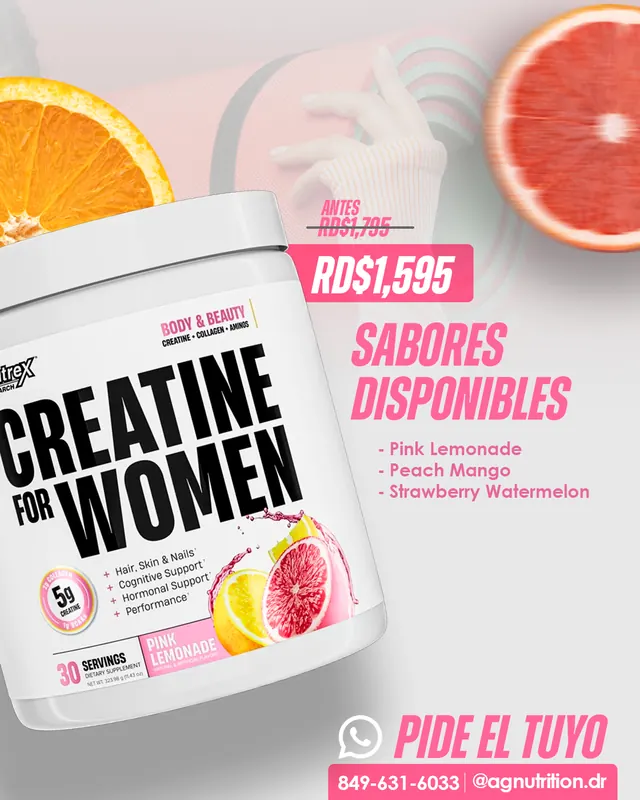 ANTES
RD$1,795
RD$1,595
SABORES
DISPONIBLES
- Pink Lemonade
- Peach Mango
- Strawberry Watermelon
BODY & BEAUTY
CREATINE + COLLAGEN + AMINOS
CREATINE
FOR WOMEN
+ Hair, Skin & Nails
+ Cognitive Support
+ Hormonal Support
+ Performance
5g
CREATINE
30 SERVINGS
DIETARY SUPPLEMENT
PINK
LEMONADE
PIDE EL TUYO
849-631-6033 | @agnutrition.dr